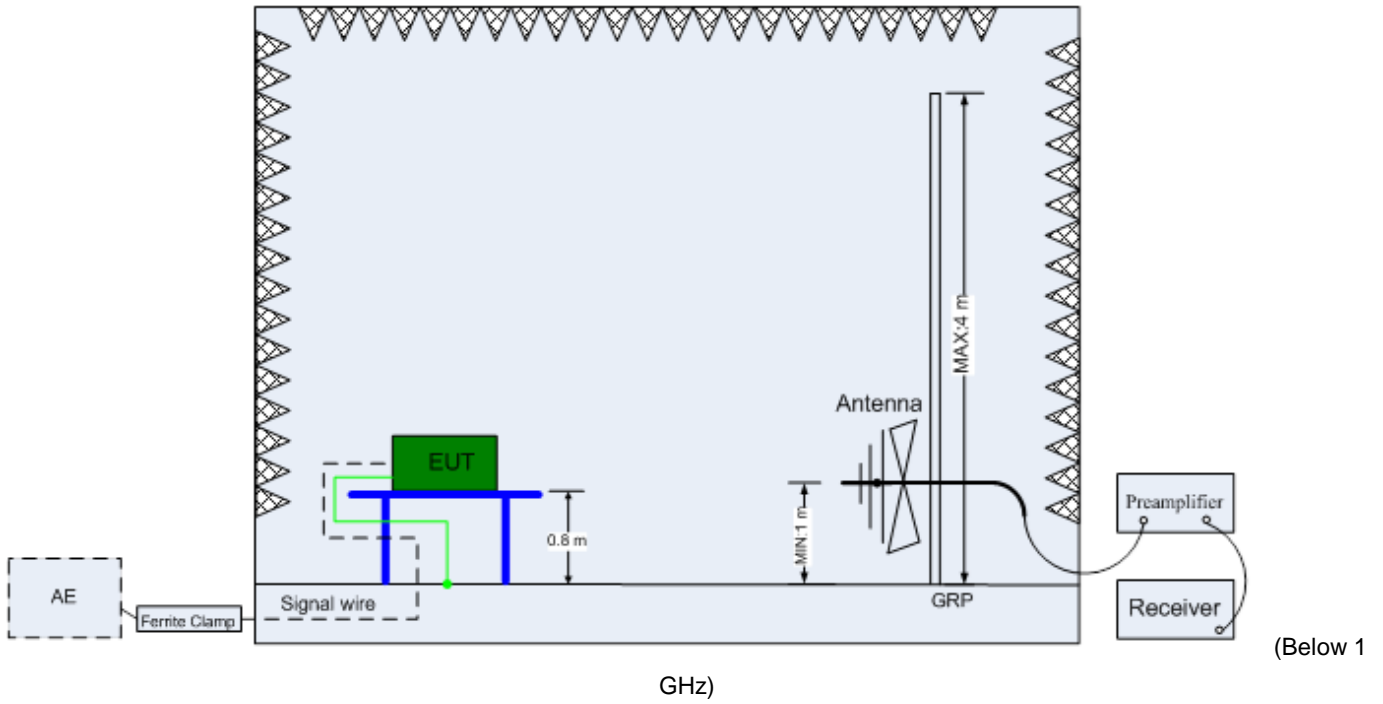 MAX:4 m
Antenna
EUT
MIN:1 m
Preamplifier
0.8 m
AE
Signal wire
GRP
Receiver
Ferrite Clamp
(Below 1
GHz)